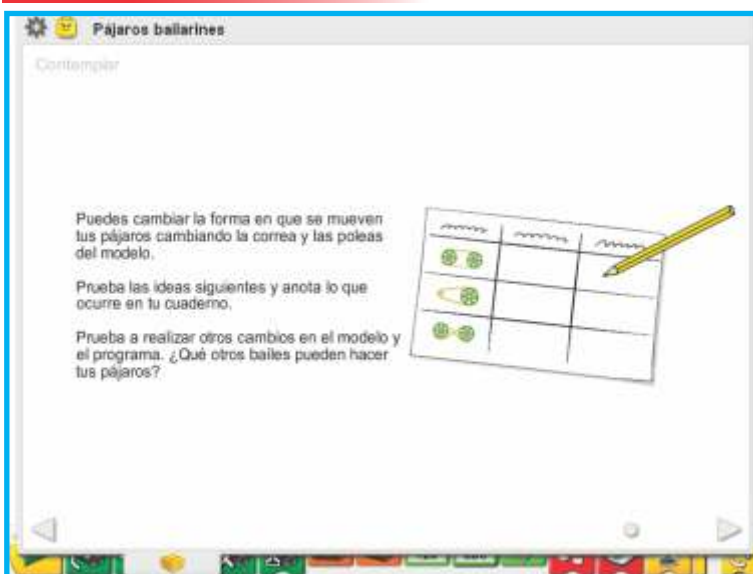 Pájaros bailarines
Contemplar
Puedes cambiar la forma en que se mueven
tus pájaros cambiando la correa y las poleas
del modelo.
Prueba las ideas siguientes y anota lo que
ocurre en tu cuaderno.
Prueba a realizar otros cambios en el modelo y
el programa. ¿Qué otros bailes pueden hacer
tus pájaros?